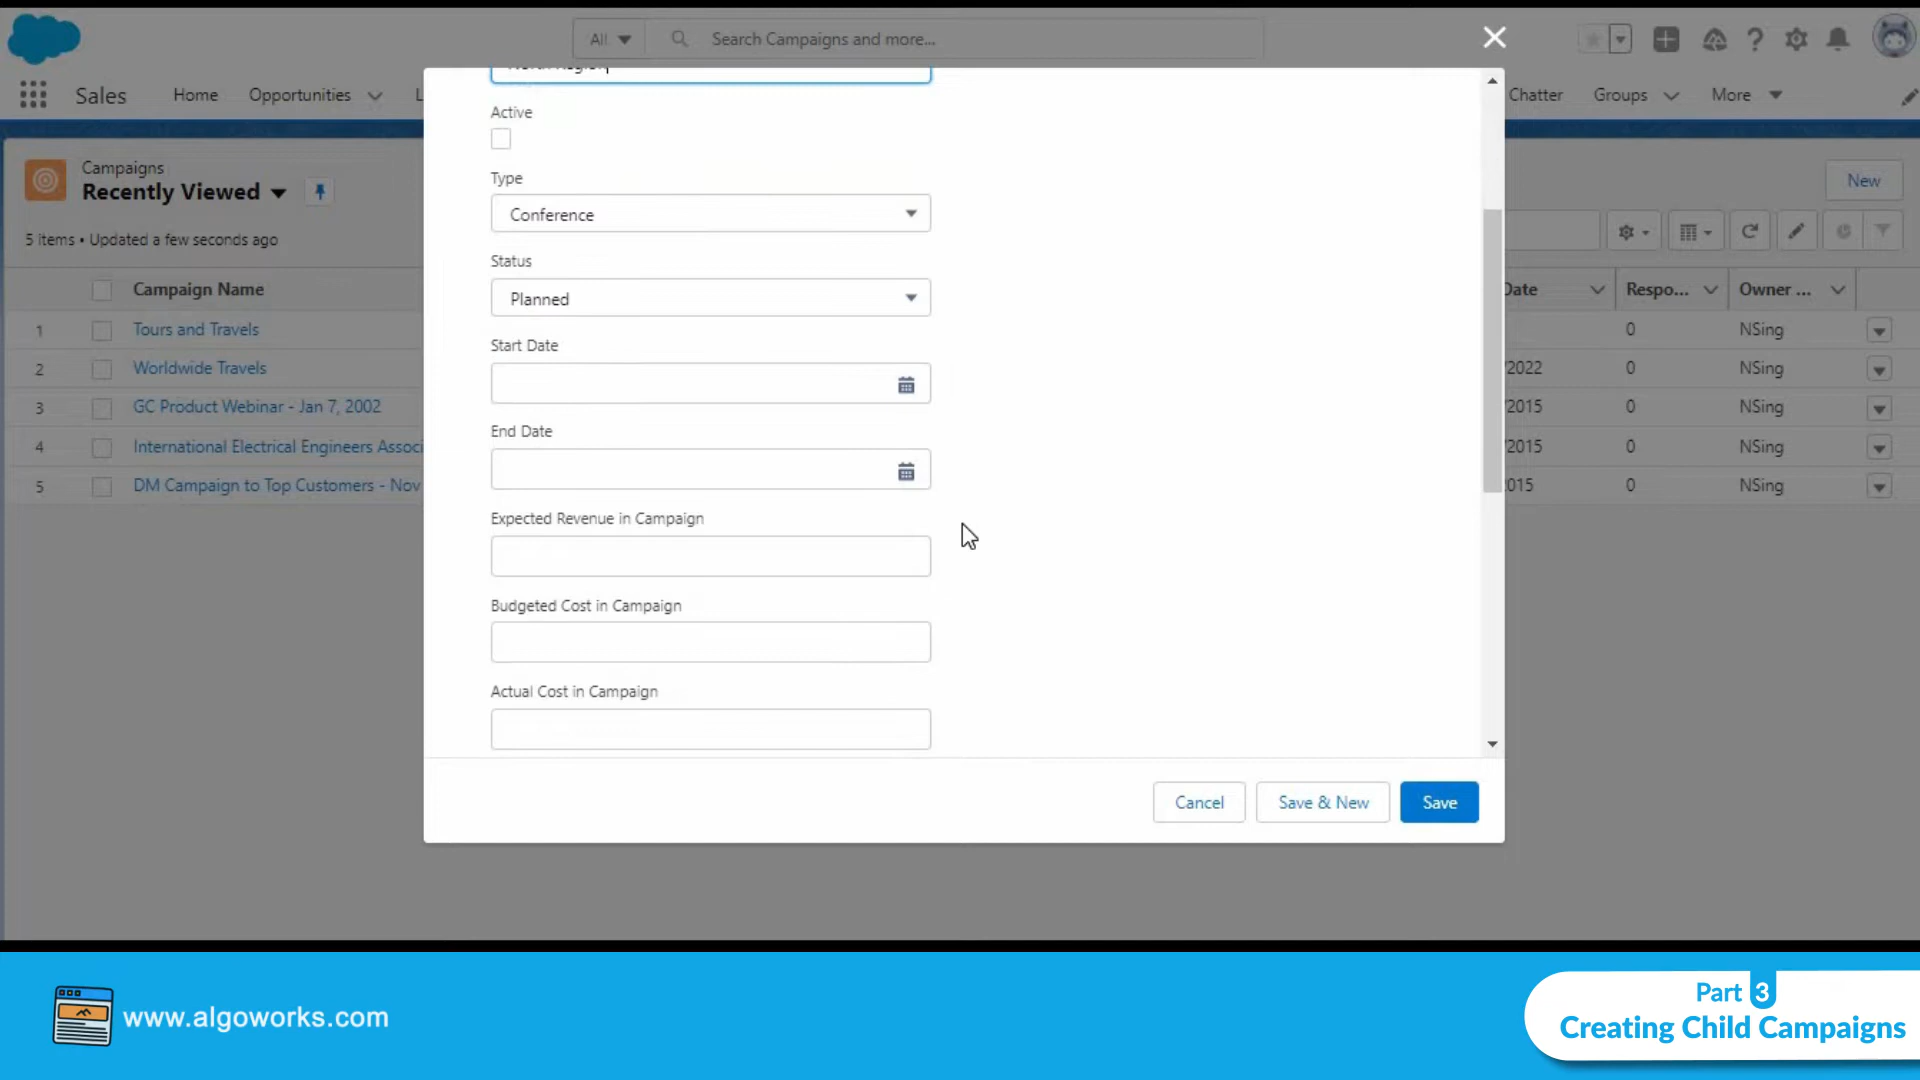 All
Search Campaigns and more...
Sales
Home
Opportunities
L
Chatter
Groups
More
Campaigns
Recently Viewed
5 items • Updated a few seconds ago
New
Campaign Name
Date
Respo...
Owner ...
1
Tours and Travels
0
NSing
2
Worldwide Travels
/2022
0
NSing
3
GC Product Webinar - Jan 7, 2002
/2015
0
NSing
4
International Electrical Engineers Associ
/2015
0
NSing
5
DM Campaign to Top Customers - Nov
015
0
NSing
North Region
Active
Type
Conference
Status
Planned
Start Date
End Date
Expected Revenue in Campaign
Budgeted Cost in Campaign
Actual Cost in Campaign
Cancel
Save & New
Save
www.algoworks.com
Part 3
Creating Child Campaigns